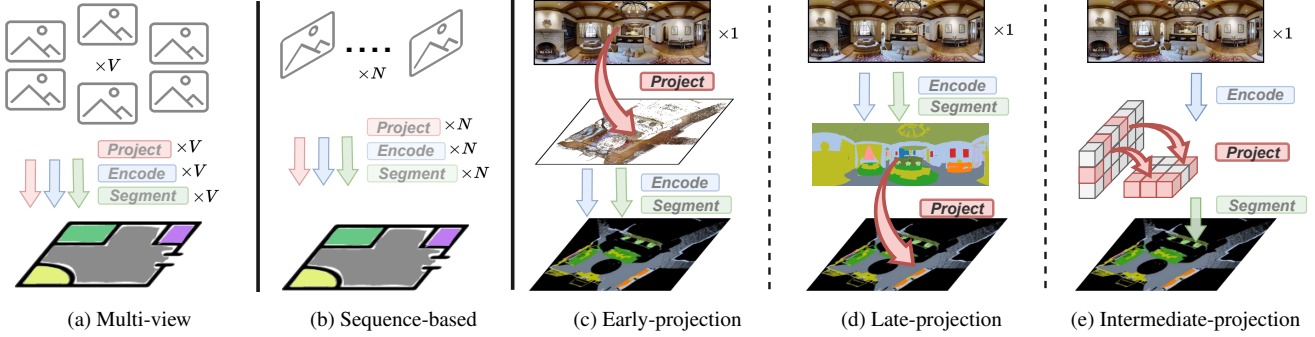 ×V
Project ×V
Encode ×V
Segment ×V
(a) Multi-view
....
×N
Project ×N
Encode ×N
Segment ×N
(b) Sequence-based
×1
Project
Encode
Segment
(c) Early-projection
×1
Encode
Segment
Project
(d) Late-projection
×1
Encode
Project
Segment
(e) Intermediate-projection